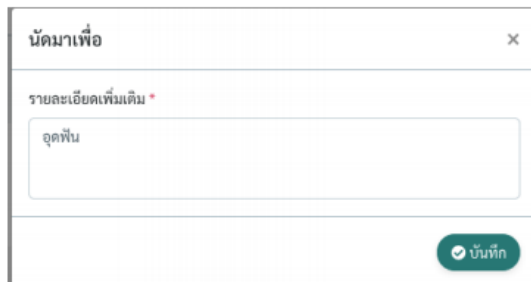 นัดมาเพื่อ ×
รายละเอียดเพิ่มเติม *
อุดฟัน
บันทึก